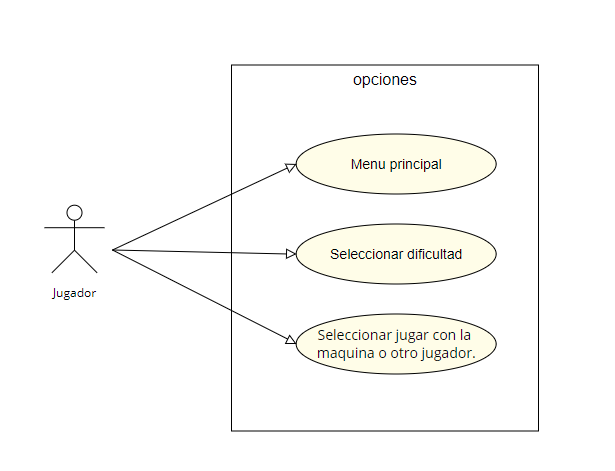 opciones
Menu principal
Seleccionar dificultad
Jugador
Seleccionar jugar con la
maquina o otro jugador.